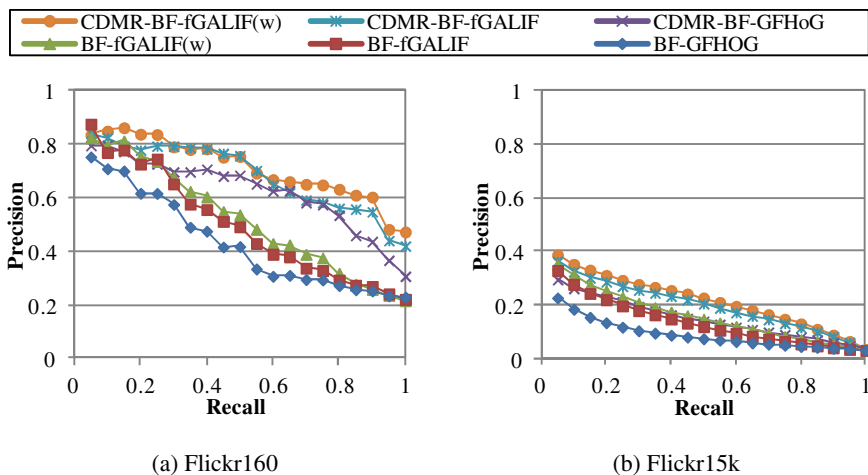 CDMR-BF-fGALIF(w) CDMR-BF-fGALIF CDMR-BF-GFHoG
BF-fGALIF(w) BF-fGALIF BF-GFHOG
1
0.8
0.6
0.4
0.2
0
0 0.2 0.4 0.6 0.8 1
Precision
Recall
(a) Flickr160
1
0.8
0.6
0.4
0.2
0
0 0.2 0.4 0.6 0.8 1
Precision
Recall
(b) Flickr15k